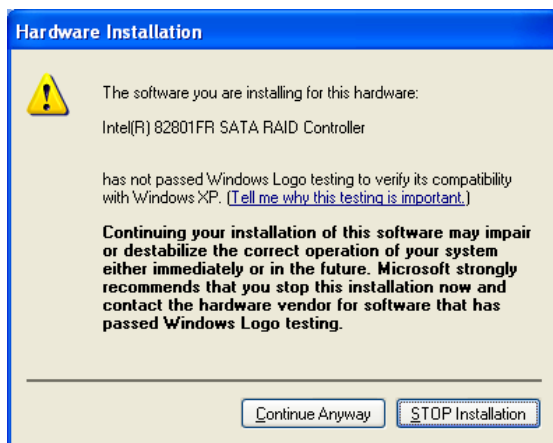 Hardware Installation
The software you are installing for this hardware:
Intel(R) 82801FR SATA RAID Controller
has not passed Windows Logo testing to verify its compatibility
with Windows XP. (Tell me why this testing is important.)
Continuing your installation of this software may impair
or destabilize the correct operation of your system
either immediately or in the future. Microsoft strongly
recommends that you stop this installation now and
contact the hardware vendor for software that has
passed Windows Logo testing.
Continue Anyway
STOP Installation